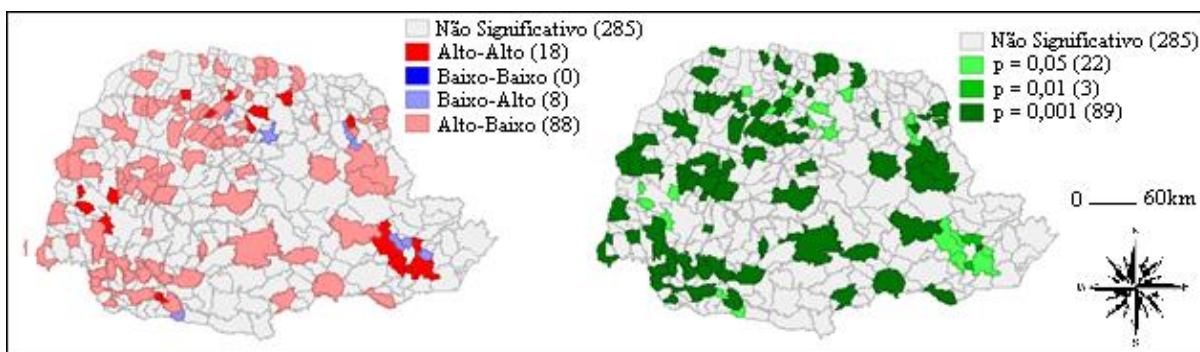 Não Significativo (285)
Alto-Alto (18)
Baixo-Baixo (0)
Baixo-Alto (8)
Alto-Baixo (88)
Não Significativo (285)
p = 0,05 (22)
p = 0,01 (3)
p = 0,001 (89)
0 60km